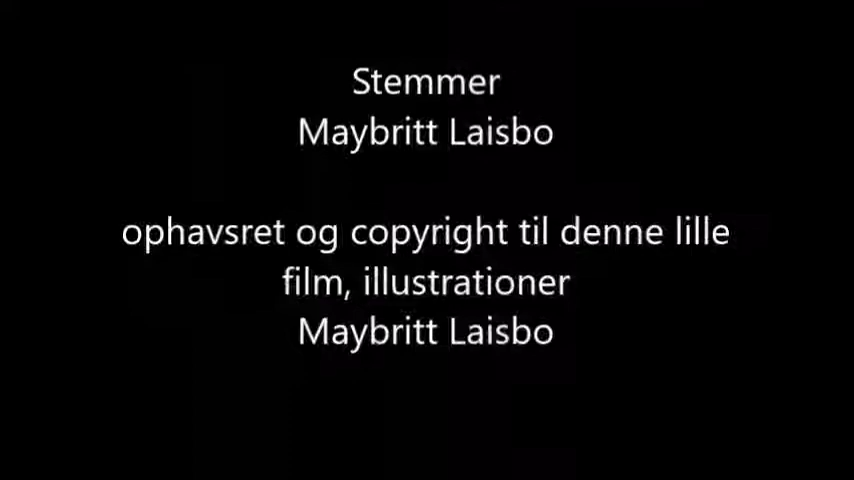 Stemmer
Maybritt Laisbo
ophavsret og copyright til denne lille
film, illustrationer
Maybritt Laisbo